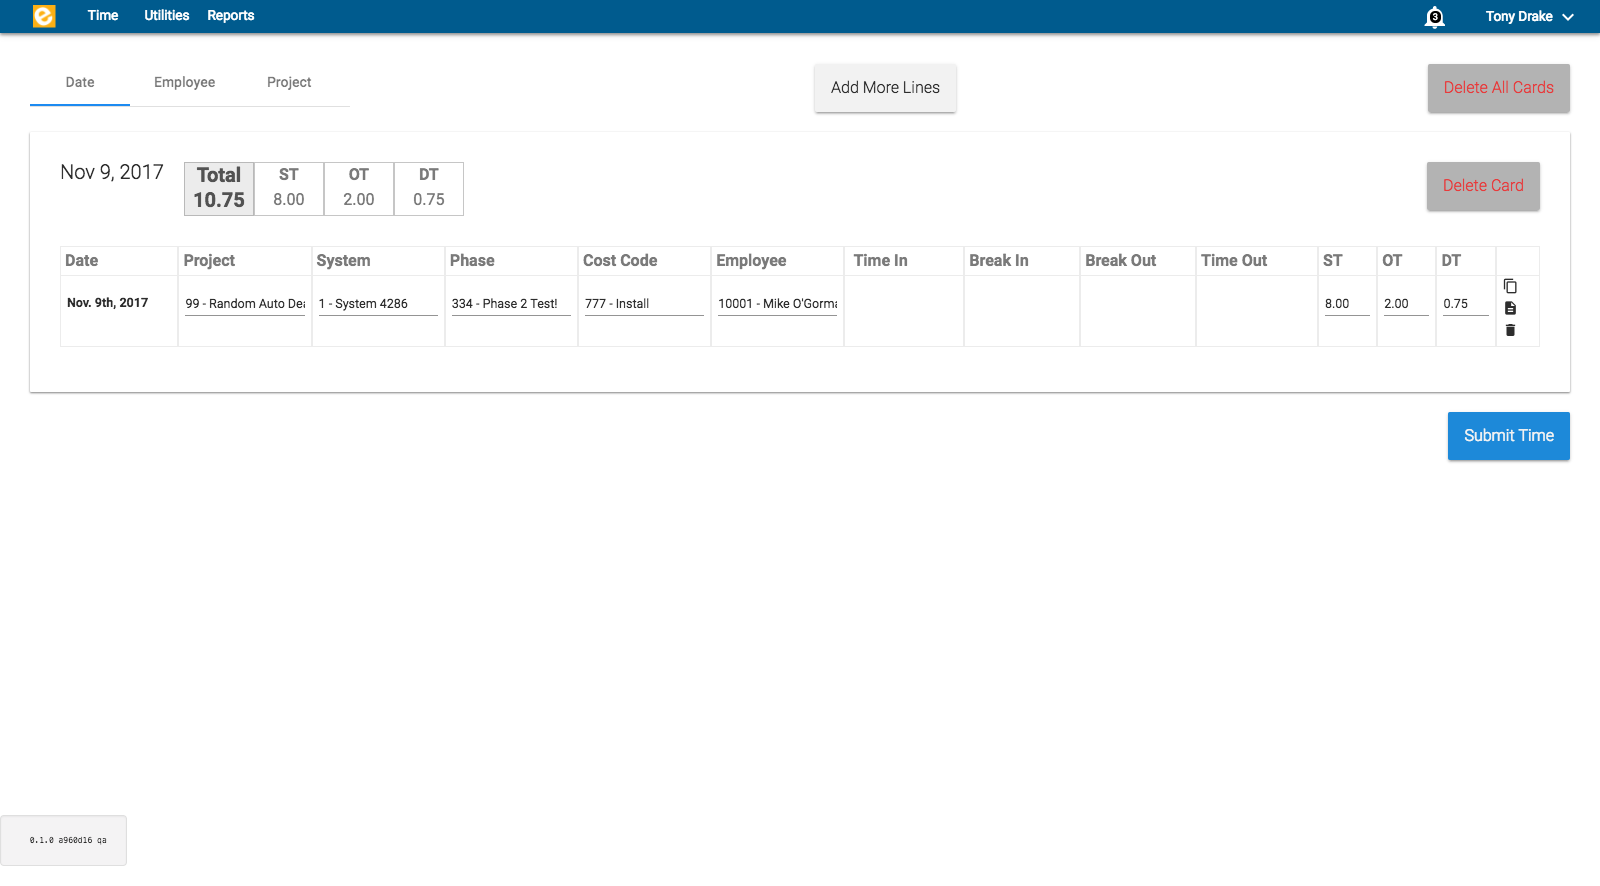 Time Utilities Reports 3 Tony Drake
Date Employee Project
Add More Lines
Delete All Cards
Nov 9, 2017
Total ST OT DT
10.75 8.00 2.00 0.75
Delete Card
Date Project System Phase Cost Code Employee Time In Break In Break Out Time Out ST OT DT
Nov. 9th, 2017 99 - Random Auto Dea 1 - System 4286 334 - Phase 2 Test! 777 - Install 10001 - Mike O'Gorma 8.00 2.00 0.75
Submit Time
0.1.0 a960d16 qa